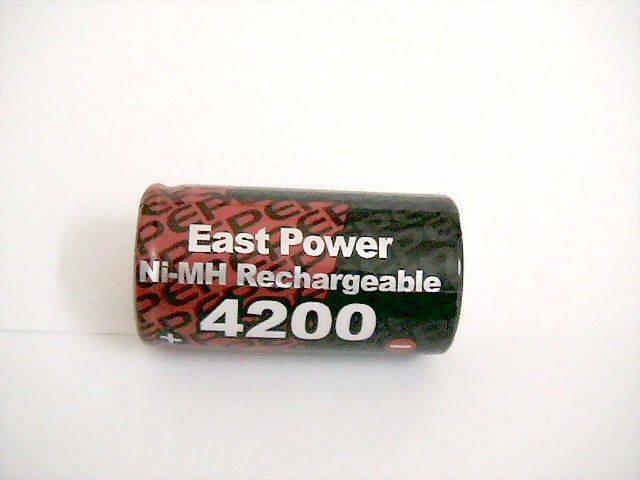 East Power
Ni-MH Rechargeable
4200
+ -